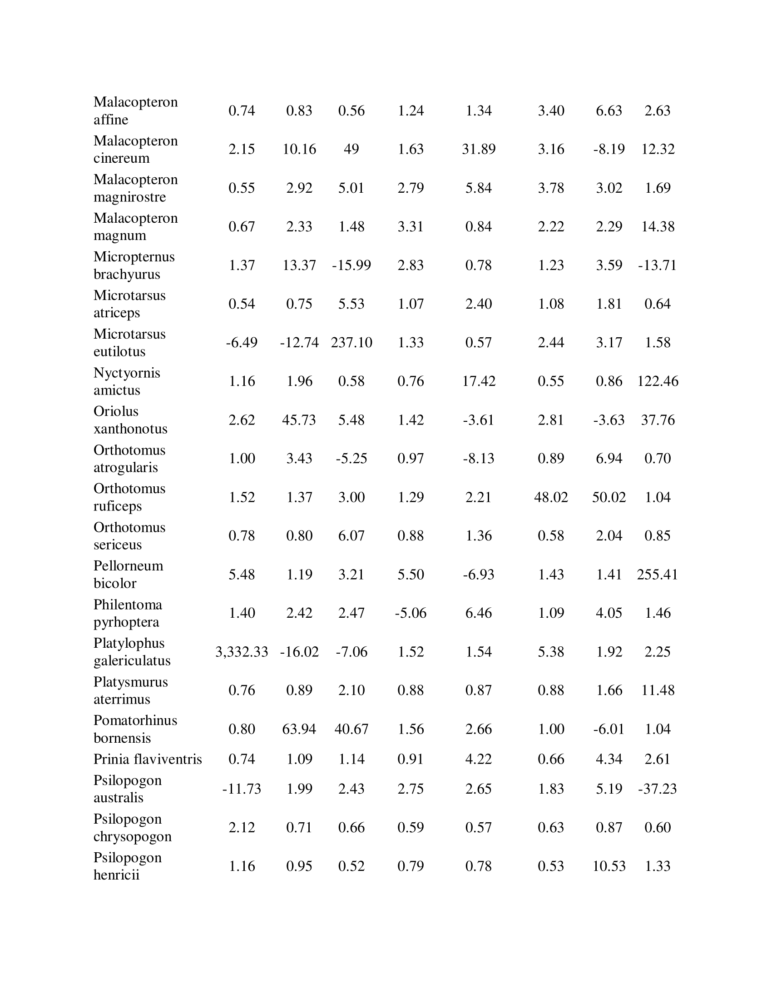 Malacopteron
affine 0.74 0.83 0.56 1.24 1.34 3.40 6.63 2.63
Malacopteron
cinereum 2.15 10.16 49 1.63 31.89 3.16 -8.19 12.32
Malacopteron
magnirostre 0.55 2.92 5.01 2.79 5.84 3.78 3.02 1.69
Malacopteron
magnum 0.67 2.33 1.48 3.31 0.84 2.22 2.29 14.38
Micropternus
brachyurus 1.37 13.37 -15.99 2.83 0.78 1.23 3.59 -13.71
Microtarsus
atriceps 0.54 0.75 5.53 1.07 2.40 1.08 1.81 0.64
Microtarsus
eutilotus -6.49 -12.74 237.10 1.33 0.57 2.44 3.17 1.58
Nyctyornis
amictus 1.16 1.96 0.58 0.76 17.42 0.55 0.86 122.46
Oriolus
xanthonotus 2.62 45.73 5.48 1.42 -3.61 2.81 -3.63 37.76
Orthotomus
atrogularis 1.00 3.43 -5.25 0.97 -8.13 0.89 6.94 0.70
Orthotomus
ruficeps 1.52 1.37 3.00 1.29 2.21 48.02 50.02 1.04
Orthotomus
sericeus 0.78 0.80 6.07 0.88 1.36 0.58 2.04 0.85
Pellorneum
bicolor 5.48 1.19 3.21 5.50 -6.93 1.43 1.41 255.41
Philentoma
pyrhoptera 1.40 2.42 2.47 -5.06 6.46 1.09 4.05 1.46
Platylophus
galericulatus 3,332.33 -16.02 -7.06 1.52 1.54 5.38 1.92 2.25
Platysmurus
aterrimus 0.76 0.89 2.10 0.88 0.87 0.88 1.66 11.48
Pomatorhinus
bornensis 0.80 63.94 40.67 1.56 2.66 1.00 -6.01 1.04
Prinia flaviventris 0.74 1.09 1.14 0.91 4.22 0.66 4.34 2.61
Psilopogon
australis -11.73 1.99 2.43 2.75 2.65 1.83 5.19 -37.23
Psilopogon
chrysopogon 2.12 0.71 0.66 0.59 0.57 0.63 0.87 0.60
Psilopogon
henricii 1.16 0.95 0.52 0.79 0.78 0.53 10.53 1.33